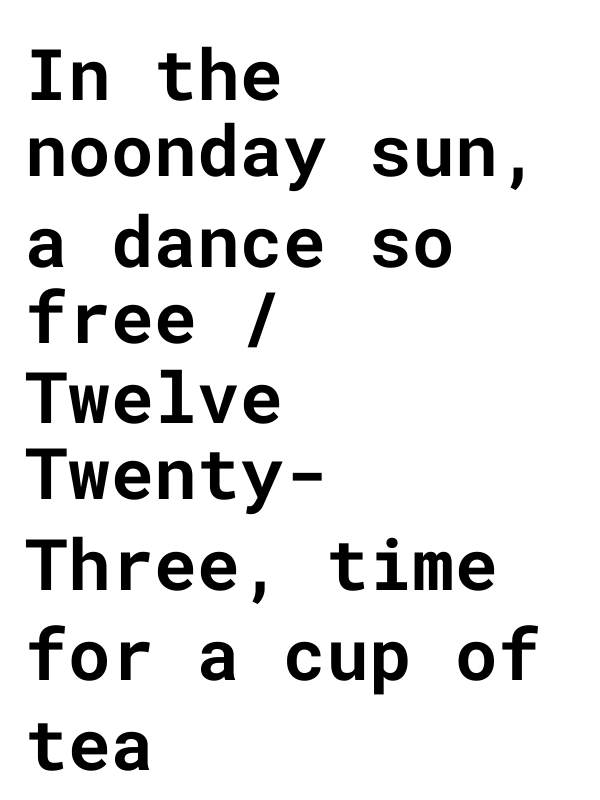 In the
noonday sun,
a dance so
free /
Twelve
Twenty-
Three, time
for a cup of
tea